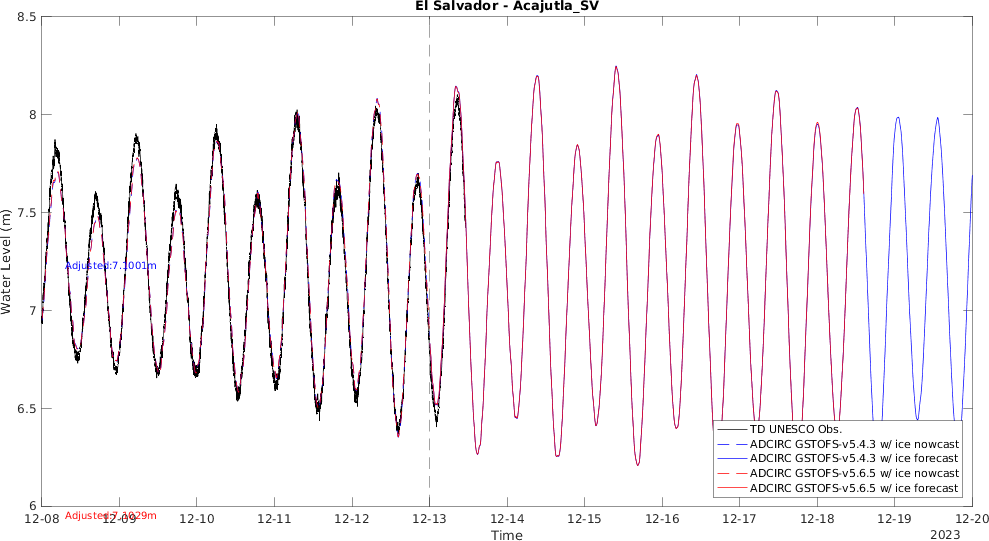 El Salvador - Acajutla_SV
8.5
8
7.5
7
6.5
6
Water Level (m)
Adjusted:7.1001m
Adjusted:7.1029m
TD UNESCO Obs.
ADCIRC GSTOFS-v5.4.3 w/ ice nowcast
ADCIRC GSTOFS-v5.4.3 w/ ice forecast
ADCIRC GSTOFS-v5.6.5 w/ ice nowcast
ADCIRC GSTOFS-v5.6.5 w/ ice forecast
12-08 12-09 12-10 12-11 12-12 12-13 12-14 12-15 12-16 12-17 12-18 12-19 12-20
Time
2023